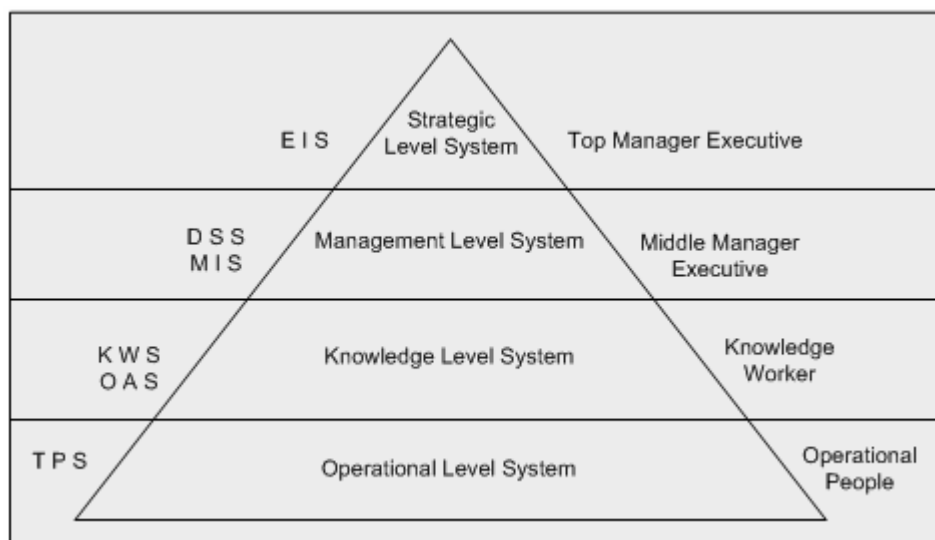 E I S
Strategic
Level System
Top Manager Executive
D S S
M I S
Management Level System
Middle Manager
Executive
K W S
O A S
Knowledge Level System
Knowledge
Worker
T P S
Operational Level System
Operational
People